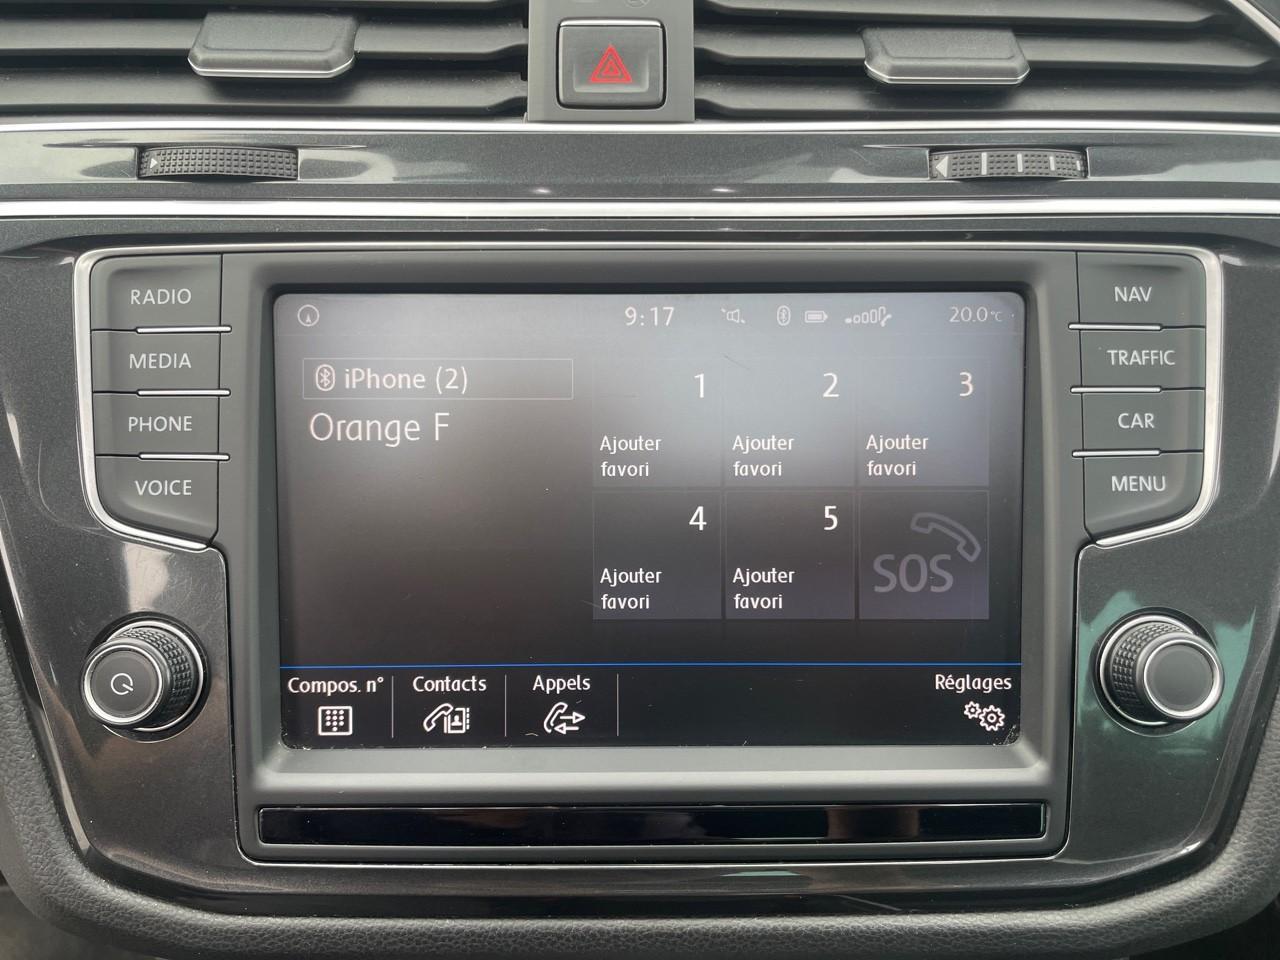 RADIO
MEDIA
PHONE
VOICE
9:17
20.0°C
iPhone (2)
Orange F
1
Ajouter
favori
2
Ajouter
favori
3
Ajouter
favori
4
Ajouter
favori
5
Ajouter
favori
SOS
Compos. n°
Contacts
Appels
Réglages
NAV
TRAFFIC
CAR
MENU